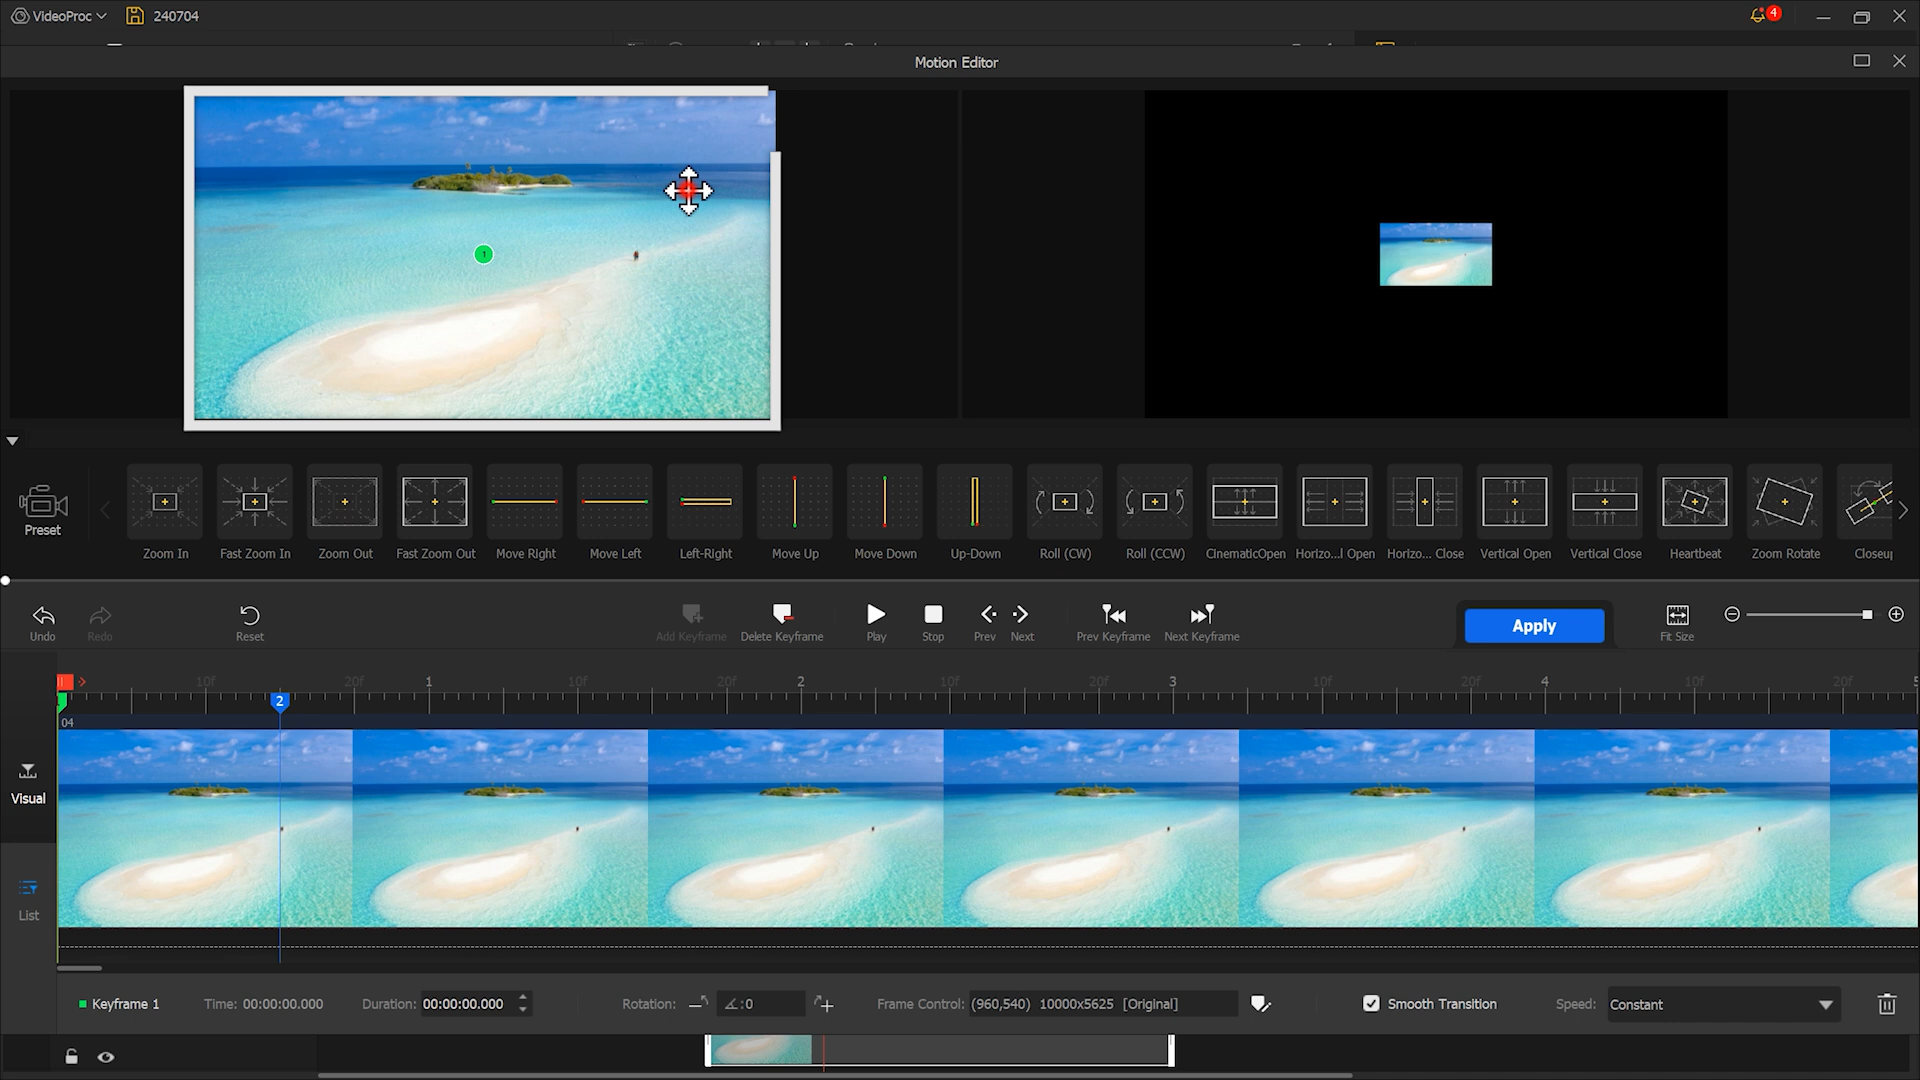 VideoProc
240704
4
Motion Editor
1
Preset
Zoom In
Fast Zoom In
Zoom Out
Fast Zoom Out
Move Right
Move Left
Left-Right
Move Up
Move Down
Up-Down
Roll (CW)
Roll (CCW)
CinematicOpen
Horizo...l Open
Horizo... Close
Vertical Open
Vertical Close
Heartbeat
Zoom Rotate
Closeup
Undo
Redo
Reset
Add Keyframe
Delete Keyframe
Play
Stop
Prev
Next
Prev Keyframe
Next Keyframe
Apply
Fit Size
10f 20f 1 10f 20f 2 10f 20f 3 10f 20f 4 10f 20f 5
2
04
Visual
List
Keyframe 1
Time: 00:00:00.000
Duration: 00:00:00.000
Rotation: ∠:0
Frame Control: (960,540) 10000x5625 [Original]
Smooth Transition
Speed: Constant